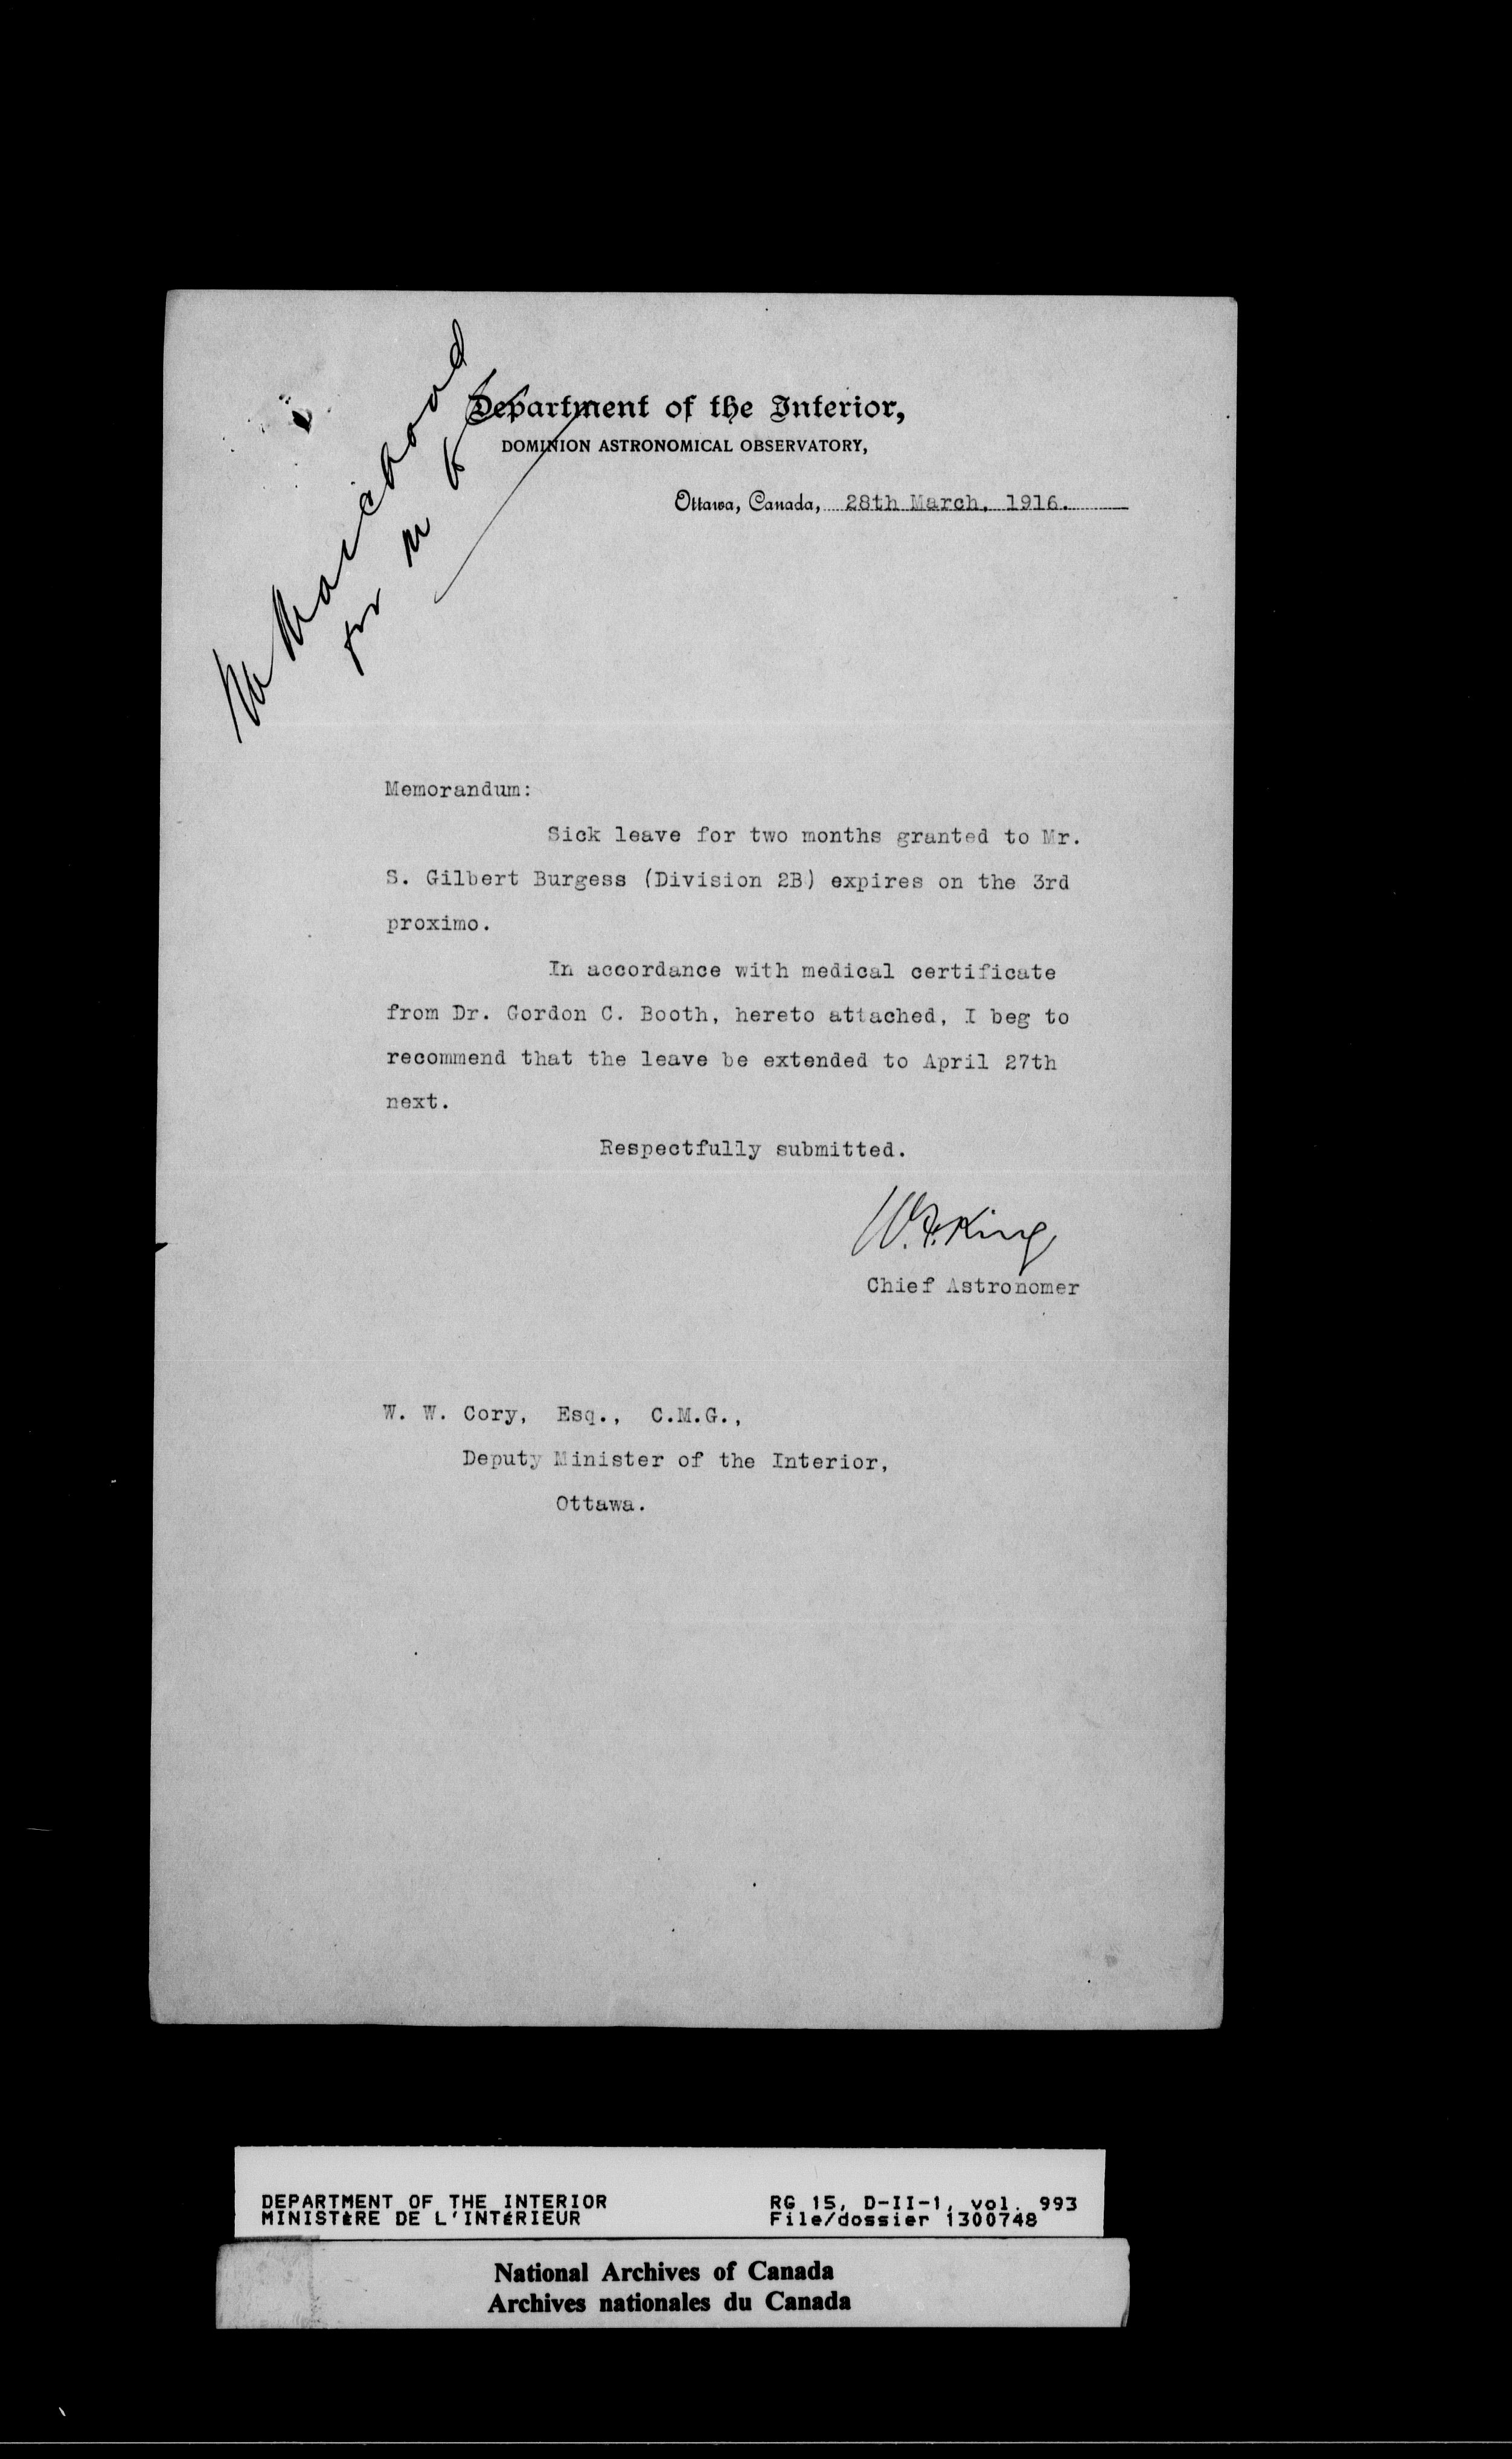 Department of the Interior,
DOMINION ASTRONOMICAL OBSERVATORY,
Ottawa, Canada, 28th March, 1916.
for
Memorandum:
Sick leave for two months granted to Mr.
S. Gilbert Burgess (Division 2B) expires on the 3rd
proximo.
In accordance with medical certificate
from Dr. Gordon C. Booth, hereto attached, I beg to
recommend that the leave be extended to April 27th
next.
Respectfully submitted.
W.F. King
Chief Astronomer
W. W. Cory, Esq., C.M.G.,
Deputy Minister of the Interior,
Ottawa.
DEPARTMENT OF THE INTERIOR
MINISTÈRE DE L'INTÉRIEUR
RG 15, D-II-1, vol. 993
File/dossier 1300748
National Archives of Canada
Archives nationales du Canada